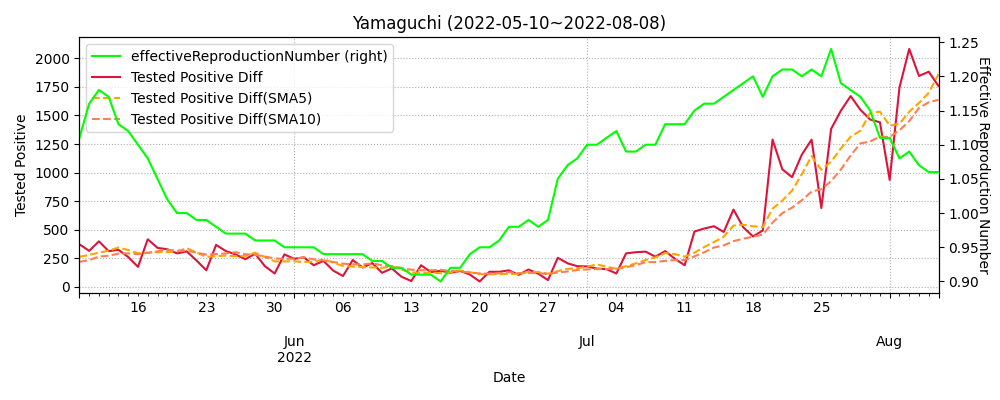 Yamaguchi (2022-05-10~2022-08-08)
effectiveReproductionNumber (right)
Tested Positive Diff
Tested Positive Diff(SMA5)
Tested Positive Diff(SMA10)
Tested Positive
2000
1750
1500
1250
1000
750
500
250
0
1.25
1.20
1.15
1.10
1.05
1.00
0.95
0.90
Effective Reproduction Number
16 23 30 06 13 20 27 04 11 18 25
Jun Jul Aug
2022
Date